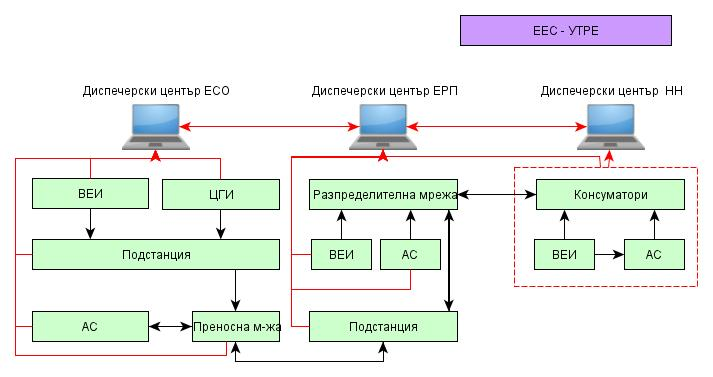 ЕЕС - УТРЕ
Диспечерски център ЕСО
Диспечерски център ЕРП
Диспечерски център НН
ВЕИ
ЦГИ
Разпределителна мрежа
Консуматори
Подстанция
ВЕИ
АС
ВЕИ
АС
АС
Преносна м-жа
Подстанция